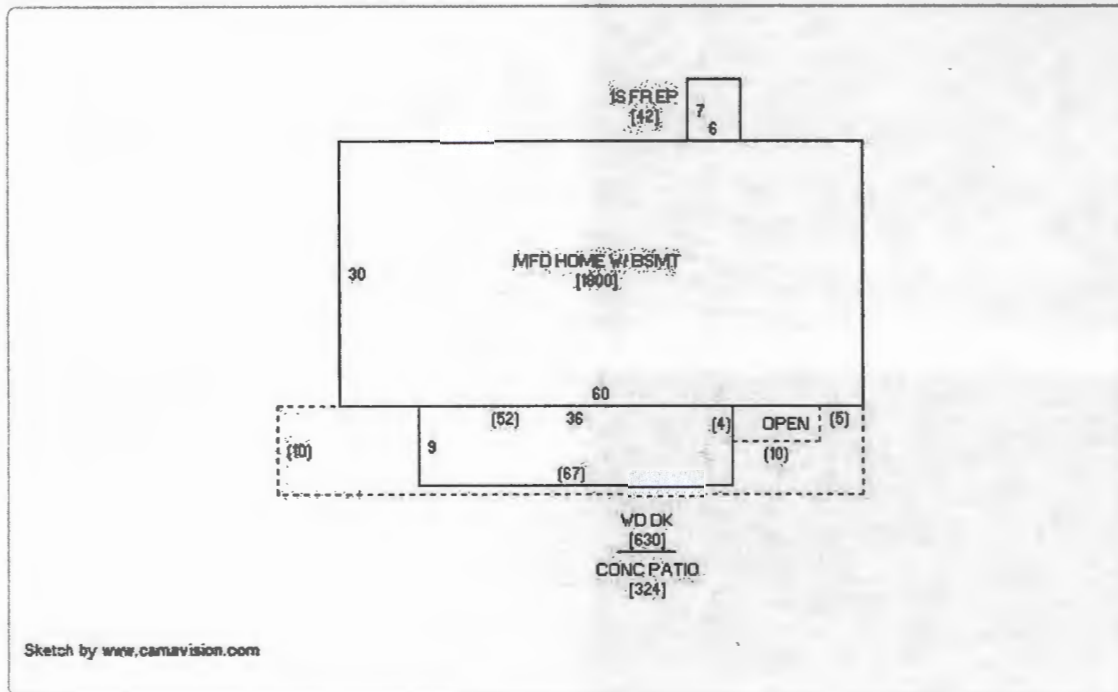 1S FR EP
[42]
7
6
MFD HOME W/ BSMT
[1800]
30
60
(52)
36
(4)
OPEN
(5)
(10)
9
(10)
(67)
WD DK
[630]
CONC PATIO
[324]
Sketch by www.camavision.com